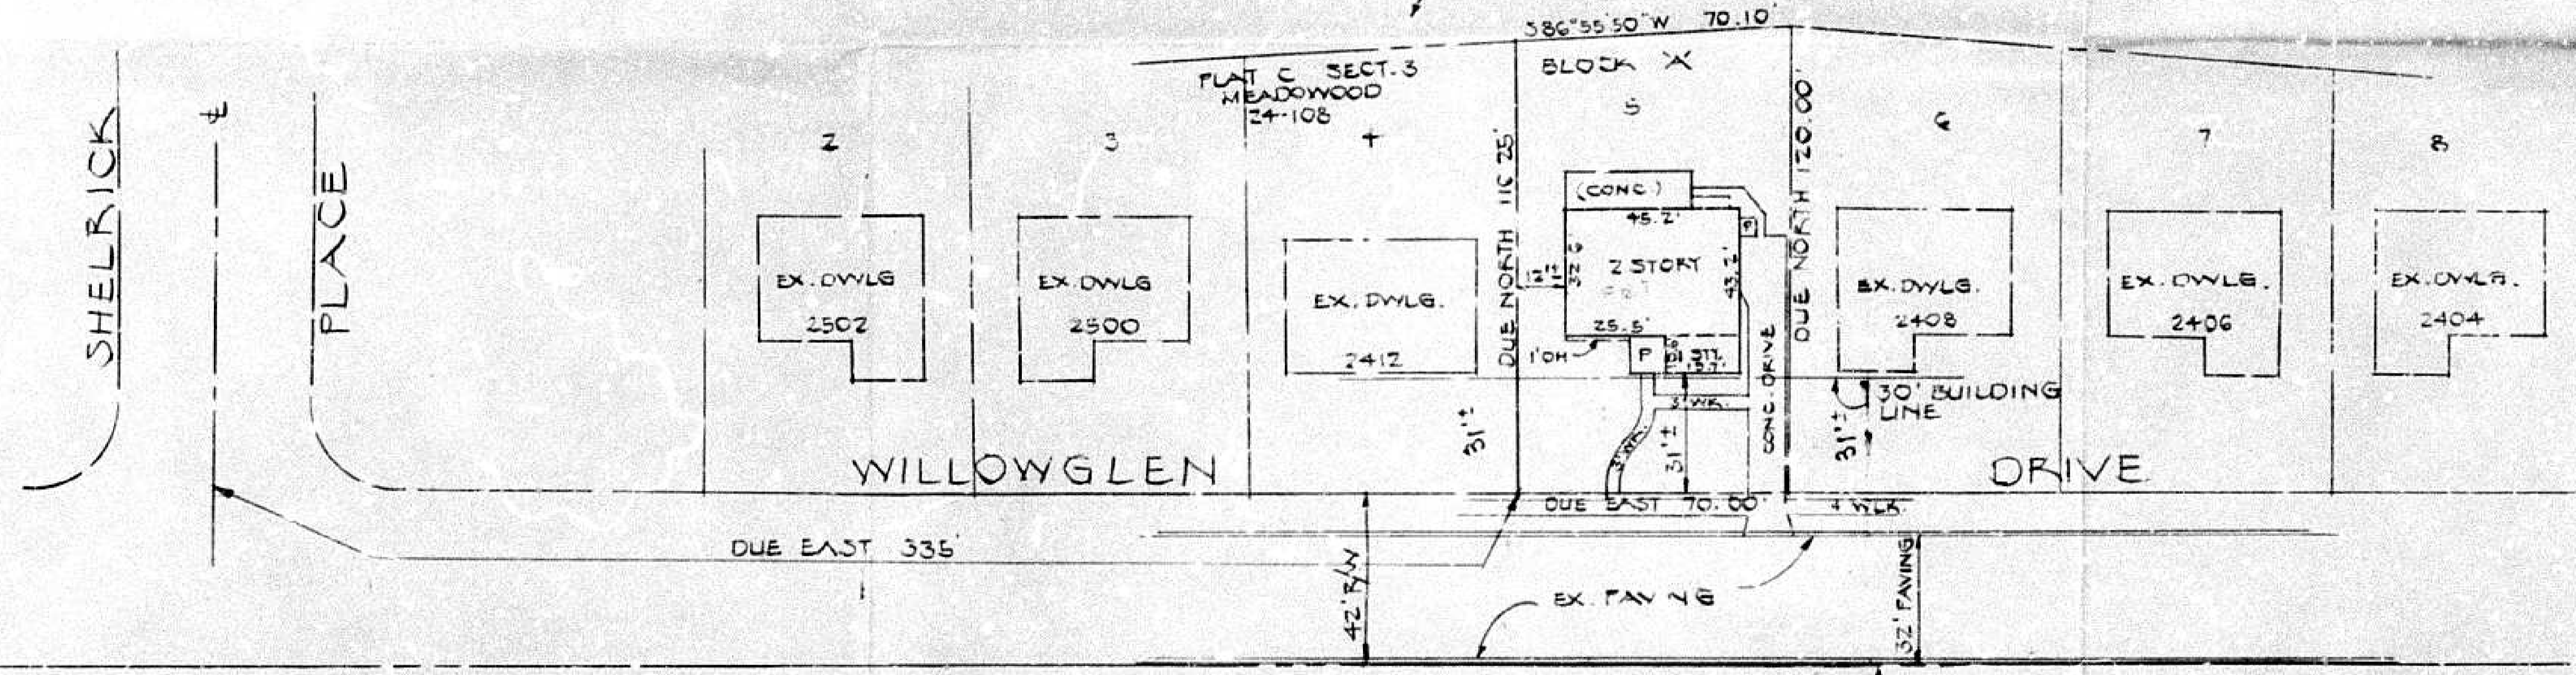 S86°55'50"W 70.10'
PLAT C SECT. 3
MEADOWOOD
24-108
BLOCK "A"
2
3
4
5
6
7
8
SHELRICK
PLACE
DUE NORTH 116.25'
DUE NORTH 120.00'
(CONC.)
45.2'
32.6
2 STORY
43.2'
12'±
25.5'
1' OH
P
EX. DWLG
2502
EX. DWLG
2500
EX. DWLG.
2412
EX. DWLG.
2408
EX. DWLG.
2406
EX. DWLG.
2404
3' WK.
3' WK.
CONC. DRIVE
31'±
31'±
31'±
30' BUILDING
LINE
WILLOWGLEN
DRIVE
DUE EAST 70.00'
4' WLK.
DUE EAST 335'
42' R/W
EX. PAVING
32' PAVING